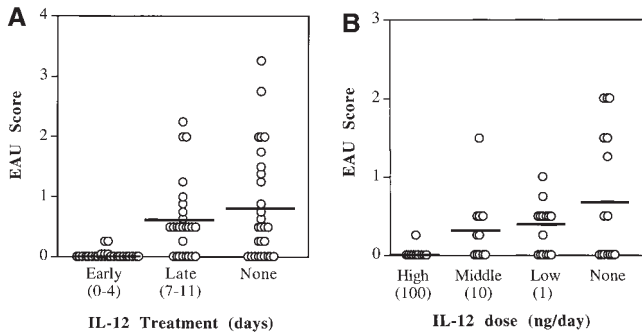 A
EAU Score
4
3
2
1
0
Early Late None
(0-4) (7-11)
IL-12 Treatment (days)
B
EAU Score
3
2
1
0
High Middle Low None
(100) (10) (1)
IL-12 dose (ng/day)